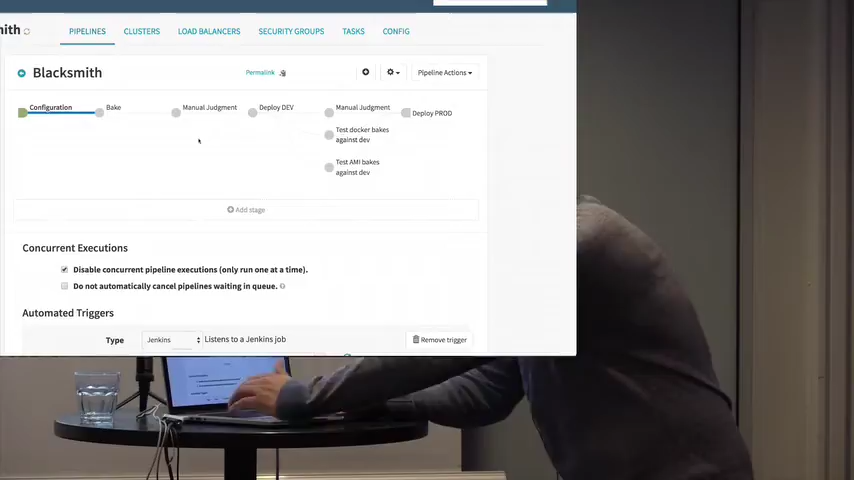 mith
PIPELINES CLUSTERS LOAD BALANCERS SECURITY GROUPS TASKS CONFIG
Blacksmith
Permalink
Pipeline Actions
Configuration
Bake
Manual Judgment
Deploy DEV
Manual Judgment
Deploy PROD
Test docker bakes
against dev
Test AMI bakes
against dev
Add stage
Concurrent Executions
Disable concurrent pipeline executions (only run one at a time).
Do not automatically cancel pipelines waiting in queue.
Automated Triggers
Type Jenkins Listens to a Jenkins job Remove trigger